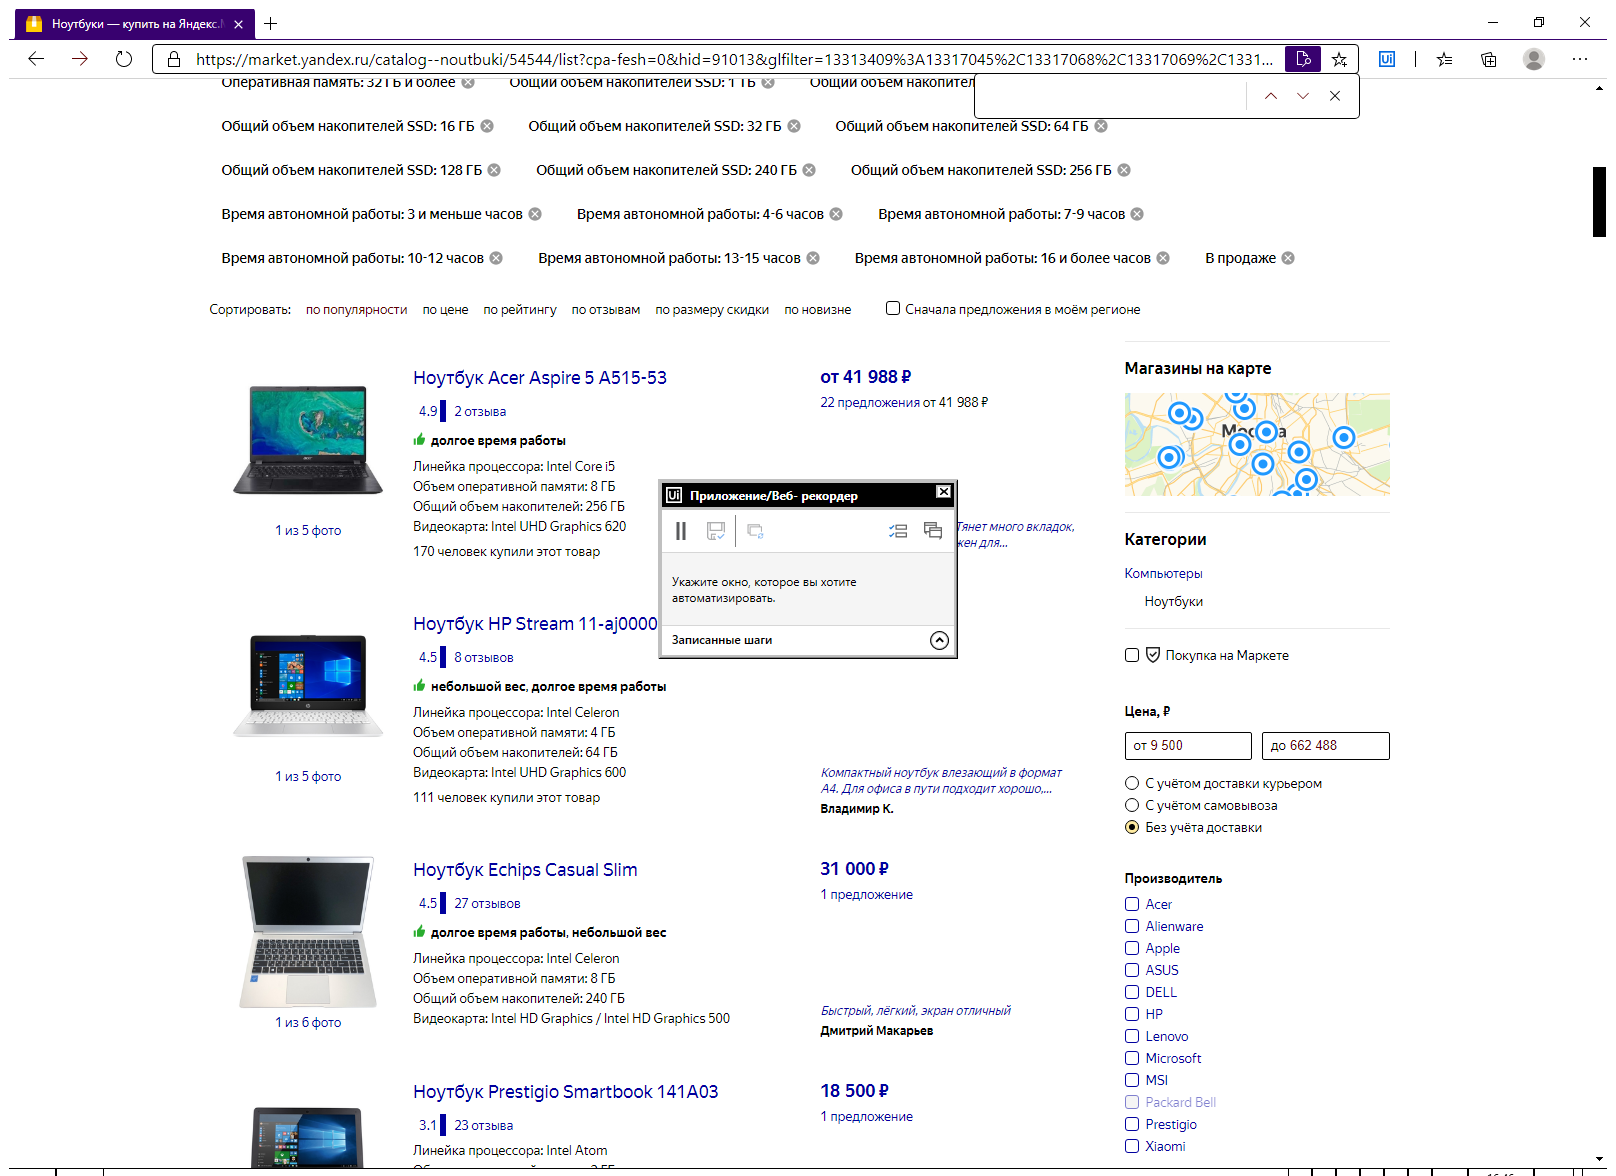 Ноутбуки — купить на Яндекс.
https://market.yandex.ru/catalog--noutbuki/54544/list?cpa-fesh=0&hid=91013&glfilter=13313409%3A13317045%2C13317068%2C13317069%2C1331...
Ui
Оперативная память: 32 ГБ и более
Общий объем накопителей SSD: 1 ТБ
Общий объем накопителей
Общий объем накопителей SSD: 16 ГБ
Общий объем накопителей SSD: 32 ГБ
Общий объем накопителей SSD: 64 ГБ
Общий объем накопителей SSD: 128 ГБ
Общий объем накопителей SSD: 240 ГБ
Общий объем накопителей SSD: 256 ГБ
Время автономной работы: 3 и меньше часов
Время автономной работы: 4-6 часов
Время автономной работы: 7-9 часов
Время автономной работы: 10-12 часов
Время автономной работы: 13-15 часов
Время автономной работы: 16 и более часов
В продаже
Сортировать: по популярности по цене по рейтингу по отзывам по размеру скидки по новизне
Сначала предложения в моём регионе
Ноутбук Acer Aspire 5 A515-53
4.9 2 отзыва
долгое время работы
Линейка процессора: Intel Core i5
Объем оперативной памяти: 8 ГБ
Общий объем накопителей: 256 ГБ
Видеокарта: Intel UHD Graphics 620
170 человек купили этот товар
1 из 5 фото
от 41 988 ₽
22 предложения от 41 988 ₽
Тянет много вкладок,
жен для...
Ui Приложение/Веб- рекордер
Укажите окно, которое вы хотите
автоматизировать.
Записанные шаги
Ноутбук HP Stream 11-aj0000
4.5 8 отзывов
небольшой вес, долгое время работы
Линейка процессора: Intel Celeron
Объем оперативной памяти: 4 ГБ
Общий объем накопителей: 64 ГБ
Видеокарта: Intel UHD Graphics 600
111 человек купили этот товар
1 из 5 фото
Компактный ноутбук влезающий в формат
А4. Для офиса в пути подходит хорошо,...
Владимир К.
Ноутбук Echips Casual Slim
4.5 27 отзывов
долгое время работы, небольшой вес
Линейка процессора: Intel Celeron
Объем оперативной памяти: 8 ГБ
Общий объем накопителей: 240 ГБ
Видеокарта: Intel HD Graphics / Intel HD Graphics 500
1 из 6 фото
31 000 ₽
1 предложение
Быстрый, лёгкий, экран отличный
Дмитрий Макарьев
Ноутбук Prestigio Smartbook 141A03
3.1 23 отзыва
Линейка процессора: Intel Atom
18 500 ₽
1 предложение
Магазины на карте
Москва
Категории
Компьютеры
Ноутбуки
Покупка на Маркете
Цена, ₽
от 9 500
до 662 488
С учётом доставки курьером
С учётом самовывоза
Без учёта доставки
Производитель
Acer
Alienware
Apple
ASUS
DELL
HP
Lenovo
Microsoft
MSI
Packard Bell
Prestigio
Xiaomi